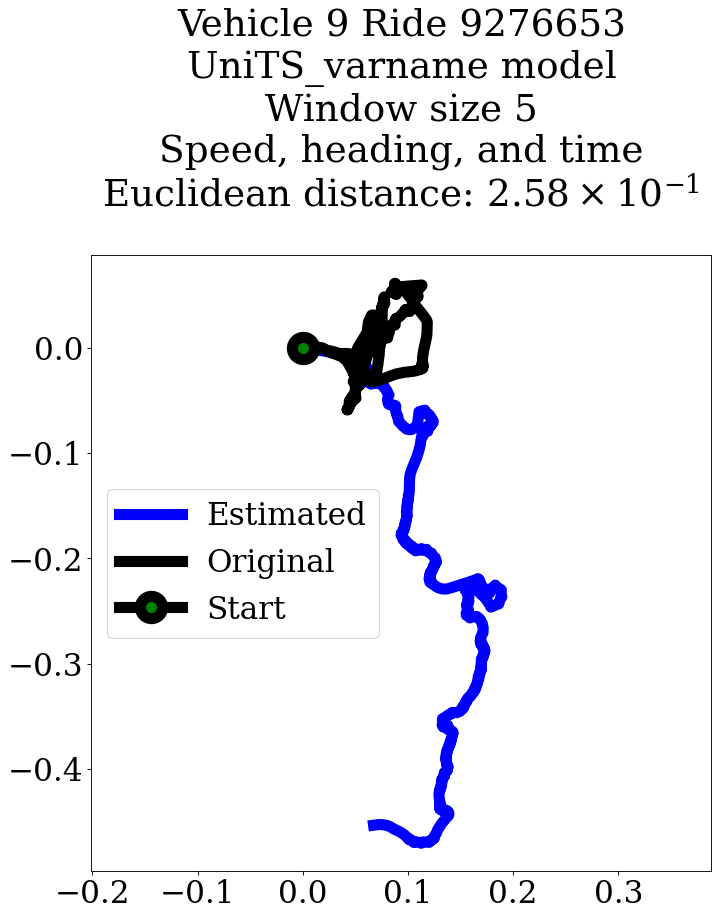 Vehicle 9 Ride 9276653
UniTS_varname model
Window size 5
Speed, heading, and time
Euclidean distance: 2.58 × 10⁻¹
0.0
−0.1
−0.2
−0.3
−0.4
Estimated
Original
Start
−0.2 −0.1 0.0 0.1 0.2 0.3